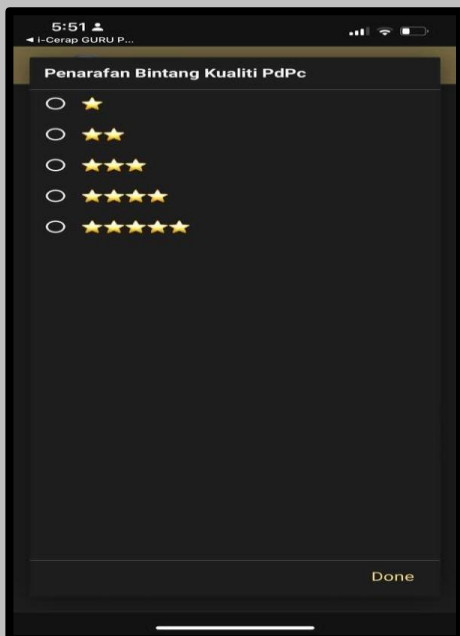 5:51
◄ i-Cerap GURU P...
Penarafan Bintang Kualiti PdPc
⭐
⭐⭐
⭐⭐⭐
⭐⭐⭐⭐
⭐⭐⭐⭐⭐
Done